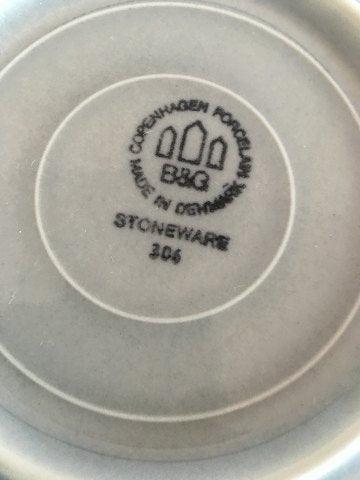 COPENHAGEN PORCELAIN
B&G
MADE IN DENMARK
STONEWARE
306